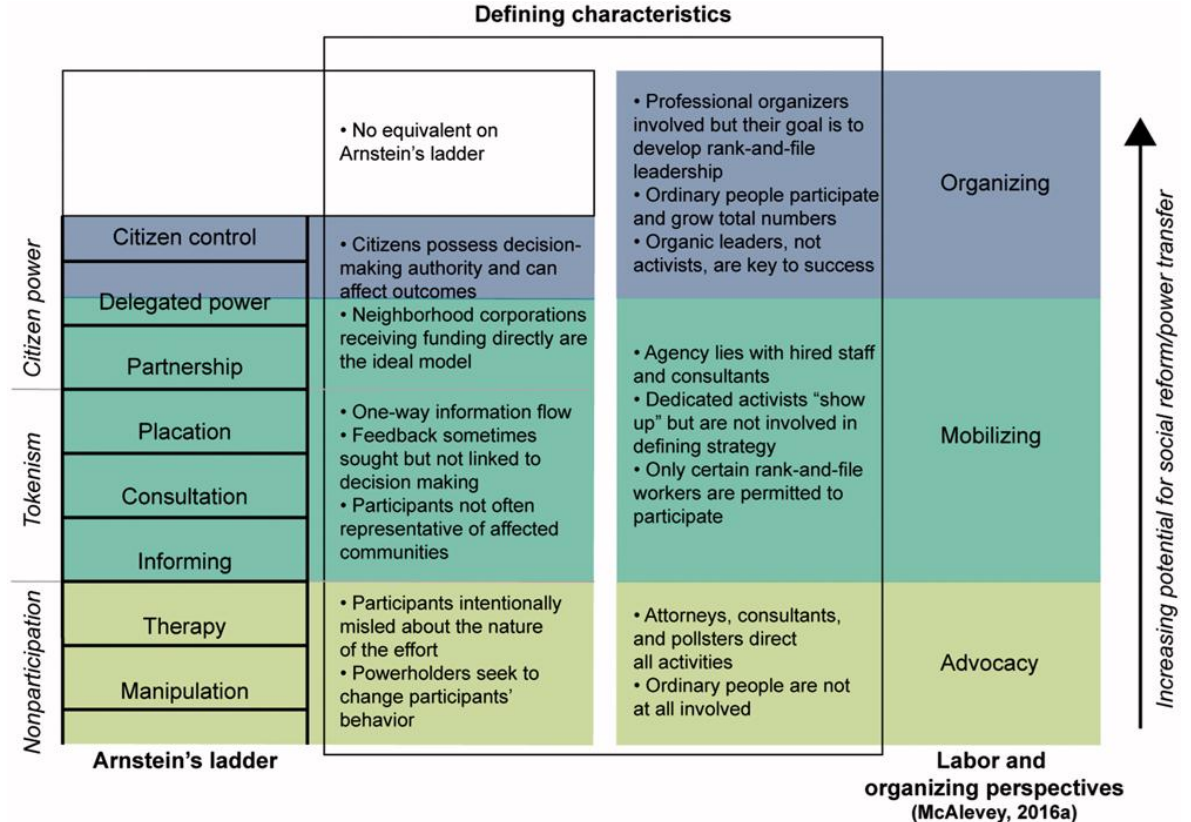 Defining characteristics
• No equivalent on
Arnstein's ladder
• Professional organizers
involved but their goal is to
develop rank-and-file
leadership
• Ordinary people participate
and grow total numbers
• Organic leaders, not
activists, are key to success
Organizing
Citizen power
Citizen control
Delegated power
Partnership
• Citizens possess decision-
making authority and can
affect outcomes
• Neighborhood corporations
receiving funding directly are
the ideal model
Tokenism
Placation
Consultation
Informing
• One-way information flow
• Feedback sometimes
sought but not linked to
decision making
• Participants not often
representative of affected
communities
• Agency lies with hired staff
and consultants
• Dedicated activists “show
up” but are not involved in
defining strategy
• Only certain rank-and-file
workers are permitted to
participate
Mobilizing
Nonparticipation
Therapy
Manipulation
• Participants intentionally
misled about the nature
of the effort
• Powerholders seek to
change participants’
behavior
• Attorneys, consultants,
and pollsters direct
all activities
• Ordinary people are not
at all involved
Advocacy
Increasing potential for social reform/power transfer
Arnstein’s ladder
Labor and
organizing perspectives
(McAlevey, 2016a)